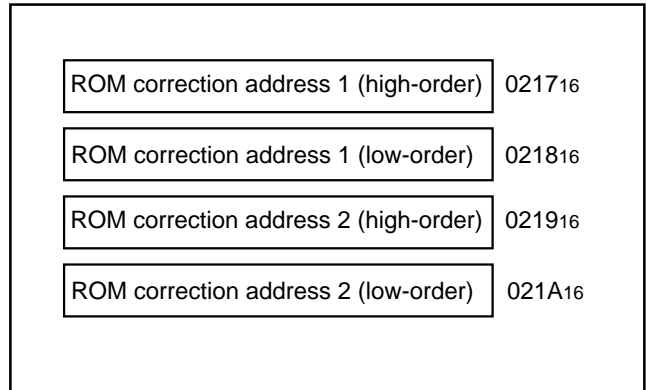 ROM correction address 1 (high-order) 0217₁₆
ROM correction address 1 (low-order) 0218₁₆
ROM correction address 2 (high-order) 0219₁₆
ROM correction address 2 (low-order) 021A₁₆